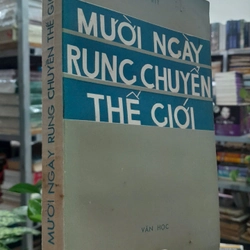 MƯỜI NGÀY
RUNG CHUYỂN
THẾ GIỚI
VĂN HỌC
MƯỜI NGÀY RUNG CHUYỂN THẾ GIỚI